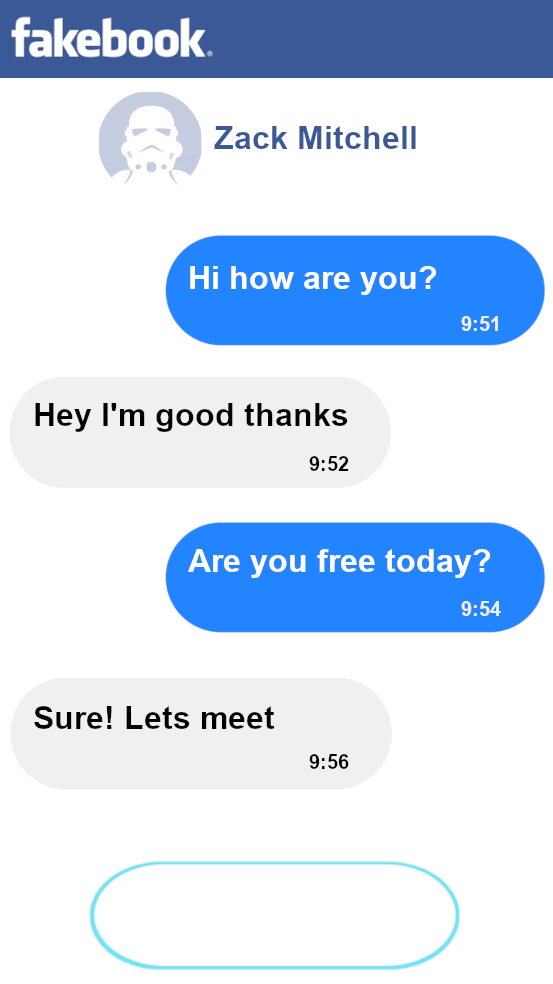 fakebook.
Zack Mitchell
Hi how are you?
9:51
Hey I'm good thanks
9:52
Are you free today?
9:54
Sure! Lets meet
9:56